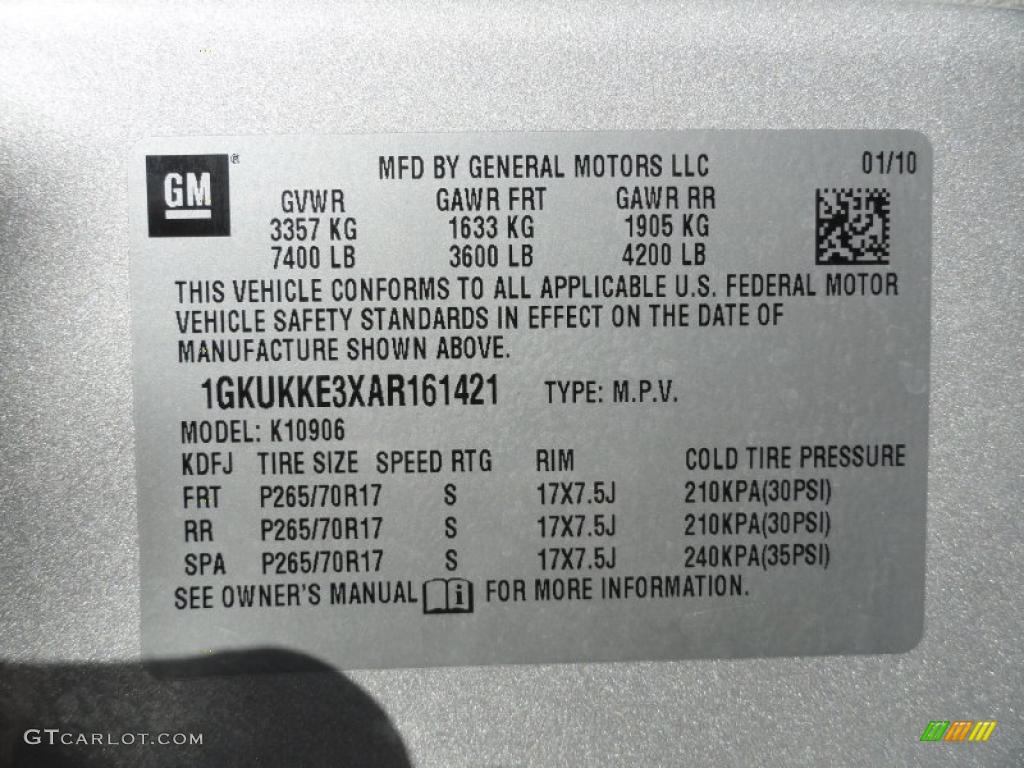 GM ® MFD BY GENERAL MOTORS LLC 01/10
GVWR GAWR FRT GAWR RR
3357 KG 1633 KG 1905 KG
7400 LB 3600 LB 4200 LB
THIS VEHICLE CONFORMS TO ALL APPLICABLE U.S. FEDERAL MOTOR
VEHICLE SAFETY STANDARDS IN EFFECT ON THE DATE OF
MANUFACTURE SHOWN ABOVE.
1GKUKKE3XAR161421 TYPE: M.P.V.
MODEL: K10906
KDFJ TIRE SIZE SPEED RTG RIM COLD TIRE PRESSURE
FRT P265/70R17 S 17X7.5J 210KPA(30PSI)
RR P265/70R17 S 17X7.5J 210KPA(30PSI)
SPA P265/70R17 S 17X7.5J 240KPA(35PSI)
SEE OWNER'S MANUAL i FOR MORE INFORMATION.
GTCARLOT.COM